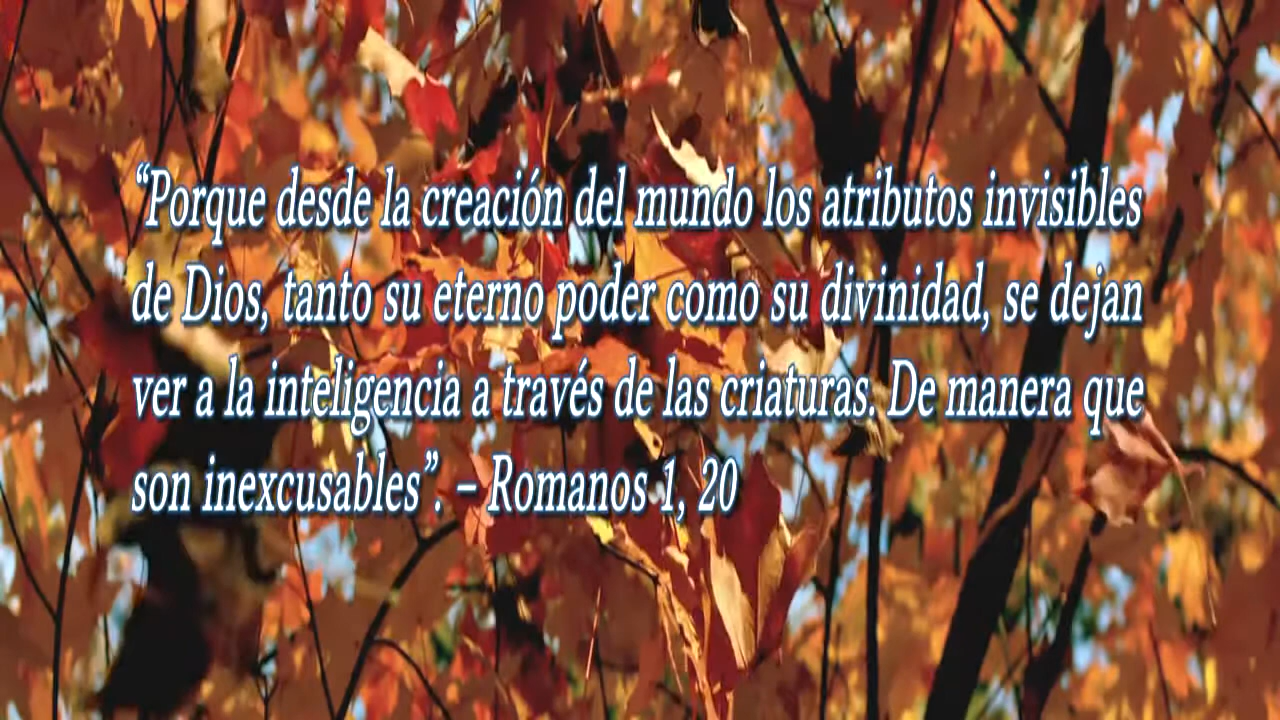 “Porque desde la creación del mundo los atributos invisibles
de Dios, tanto su eterno poder como su divinidad, se dejan
ver a la inteligencia a través de las criaturas. De manera que
son inexcusables”. – Romanos 1, 20